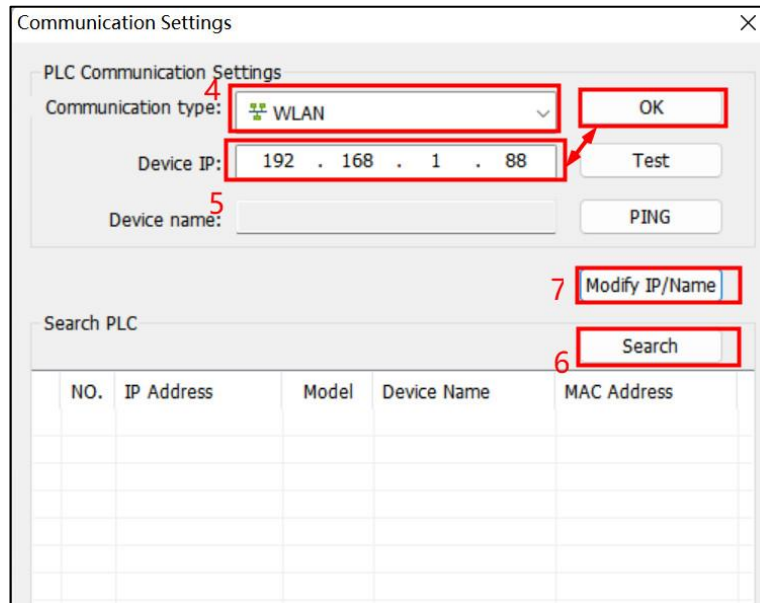 Communication Settings
PLC Communication Settings
4
Communication type: WLAN OK
Device IP: 192 . 168 . 1 . 88 Test
5
Device name: PING
7 Modify IP/Name
Search PLC
6 Search
NO. IP Address Model Device Name MAC Address